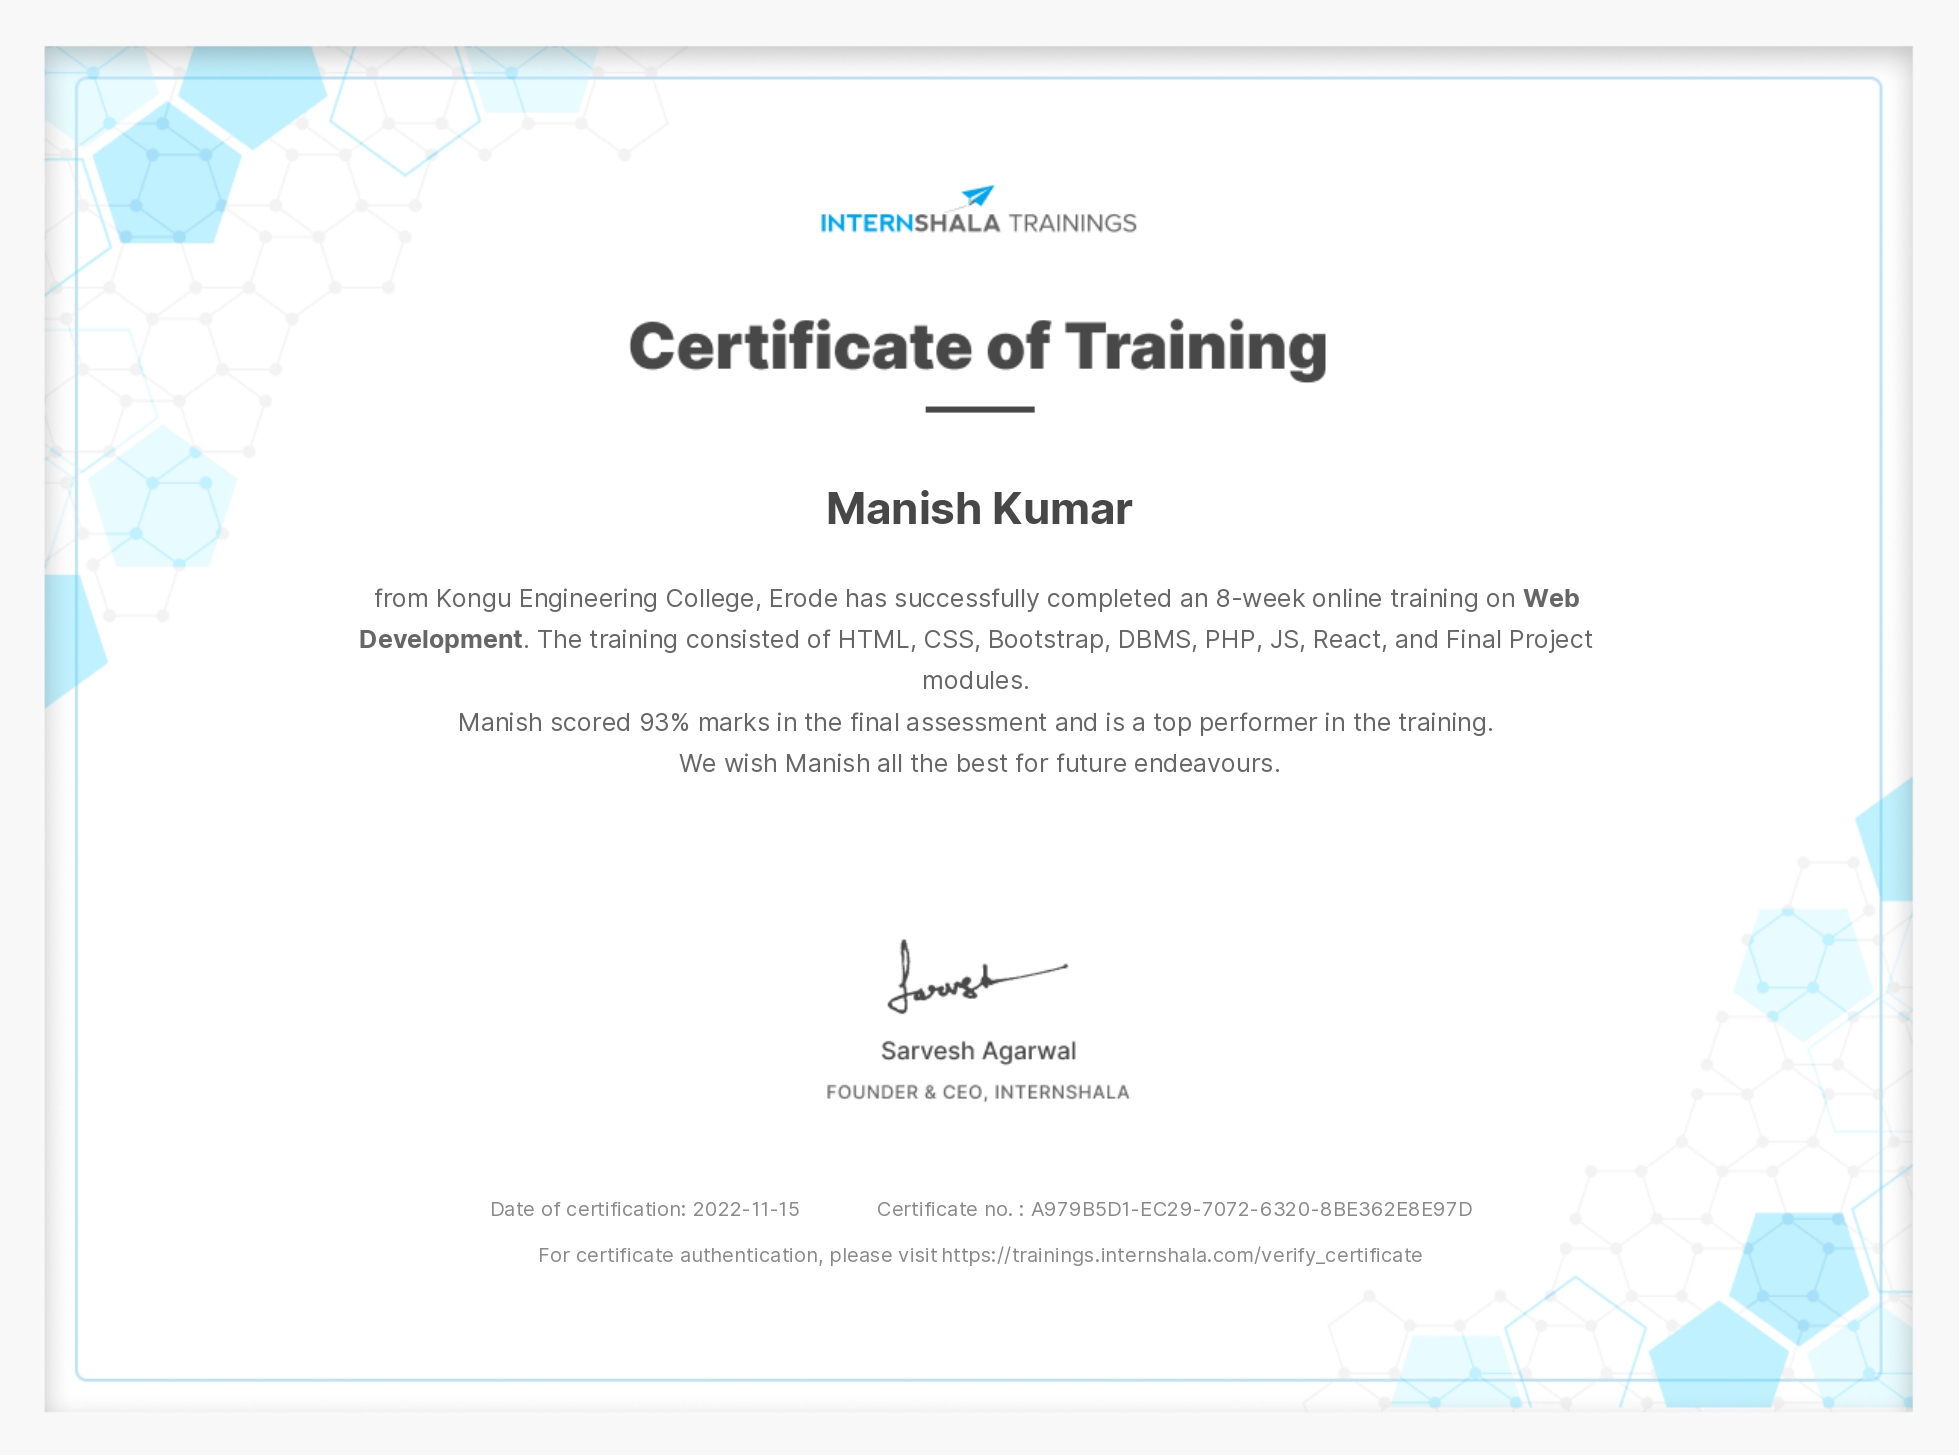 INTERNSHALA TRAININGS
Certificate of Training
Manish Kumar
from Kongu Engineering College, Erode has successfully completed an 8-week online training on Web
Development. The training consisted of HTML, CSS, Bootstrap, DBMS, PHP, JS, React, and Final Project
modules.
Manish scored 93% marks in the final assessment and is a top performer in the training.
We wish Manish all the best for future endeavours.
Sarvesh
Sarvesh Agarwal
FOUNDER & CEO, INTERNSHALA
Date of certification: 2022-11-15 Certificate no. : A979B5D1-EC29-7072-6320-8BE362E8E97D
For certificate authentication, please visit https://trainings.internshala.com/verify_certificate